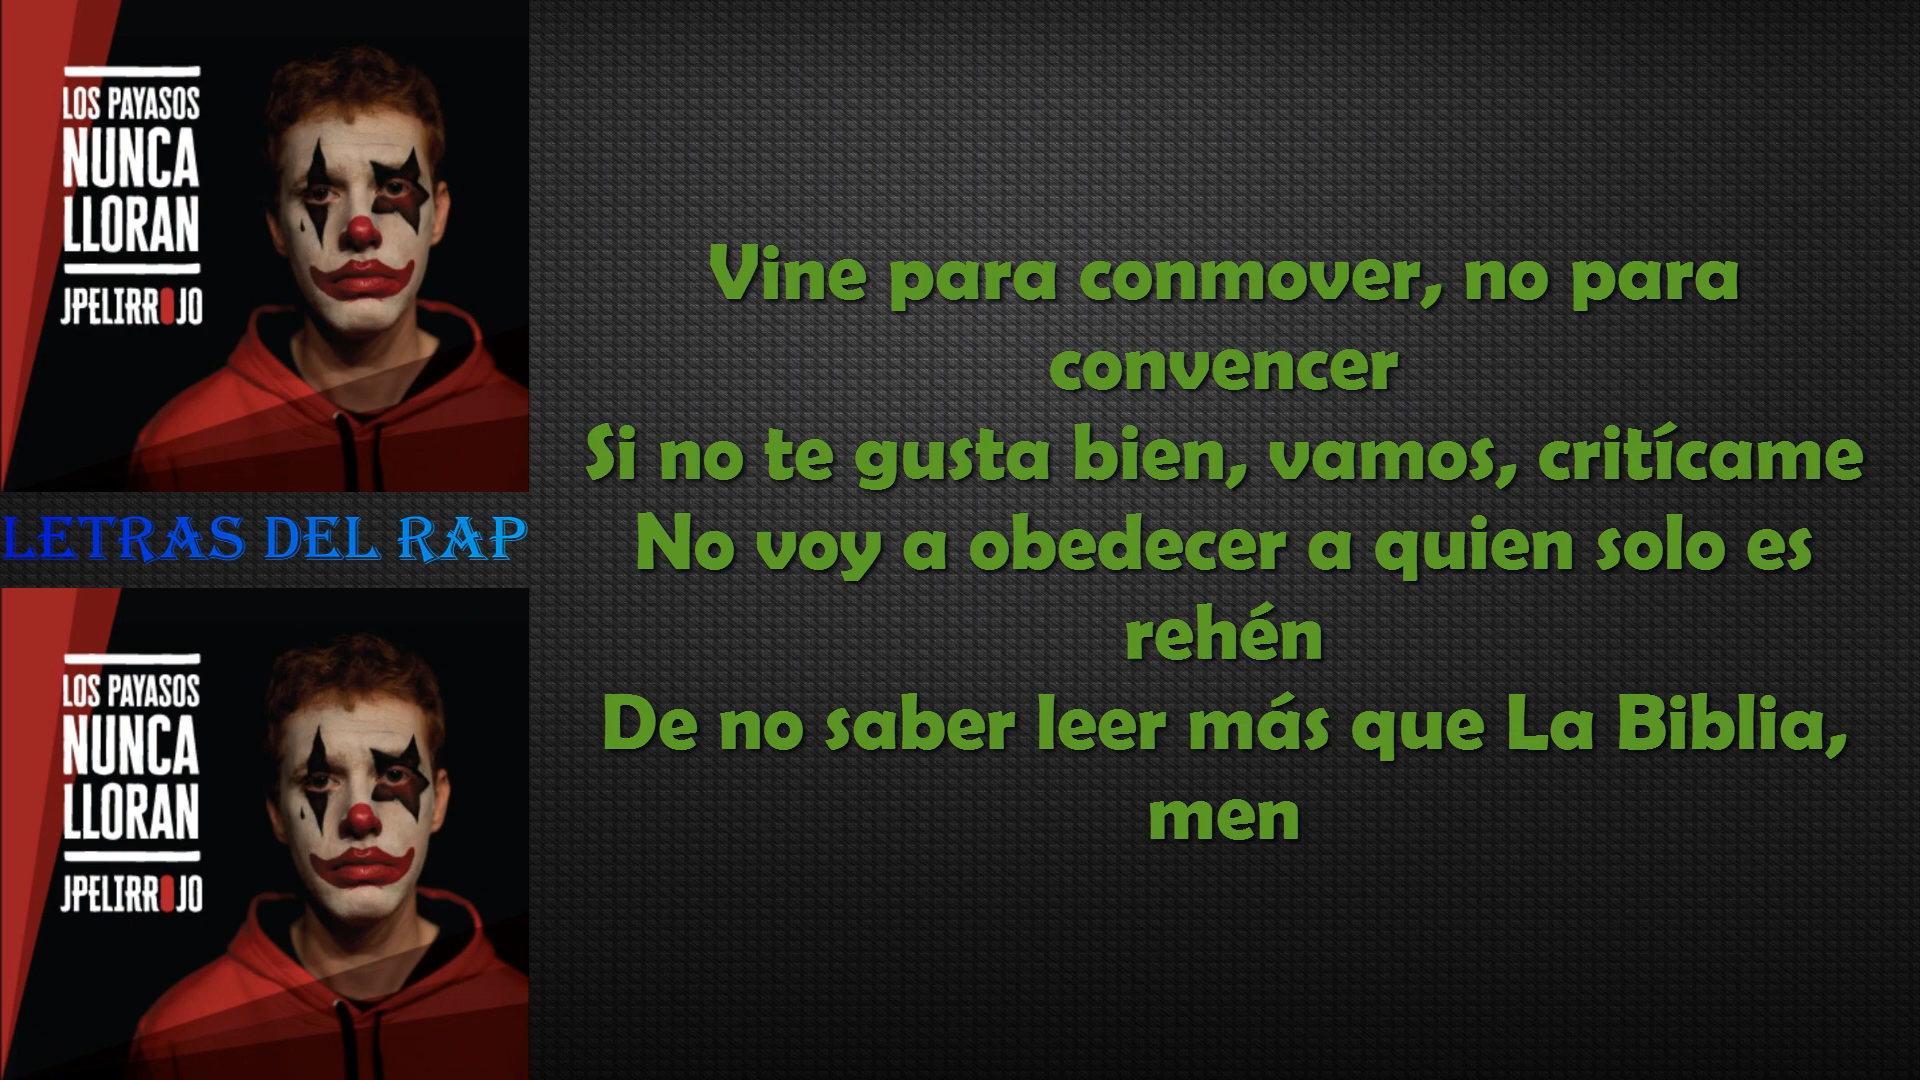 LOS PAYASOS
NUNCA
LLORAN
JPELIRROJO
LETRAS DEL RAP
LOS PAYASOS
NUNCA
LLORAN
JPELIRROJO
Vine para conmover, no para
convencer
Si no te gusta bien, vamos, critícame
No voy a obedecer a quien solo es
rehén
De no saber leer más que La Biblia,
men